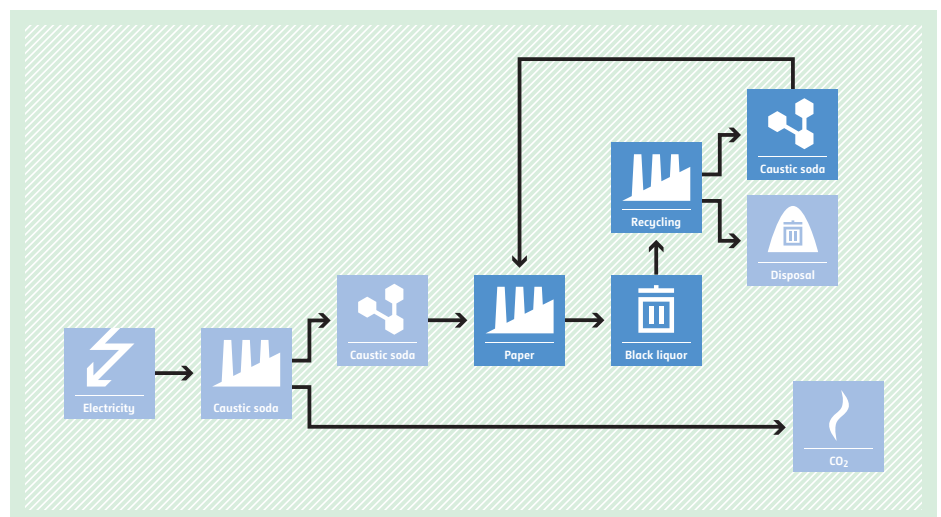 Caustic soda
Recycling
Disposal
Caustic soda
Paper
Black liquor
Electricity
Caustic soda
CO₂